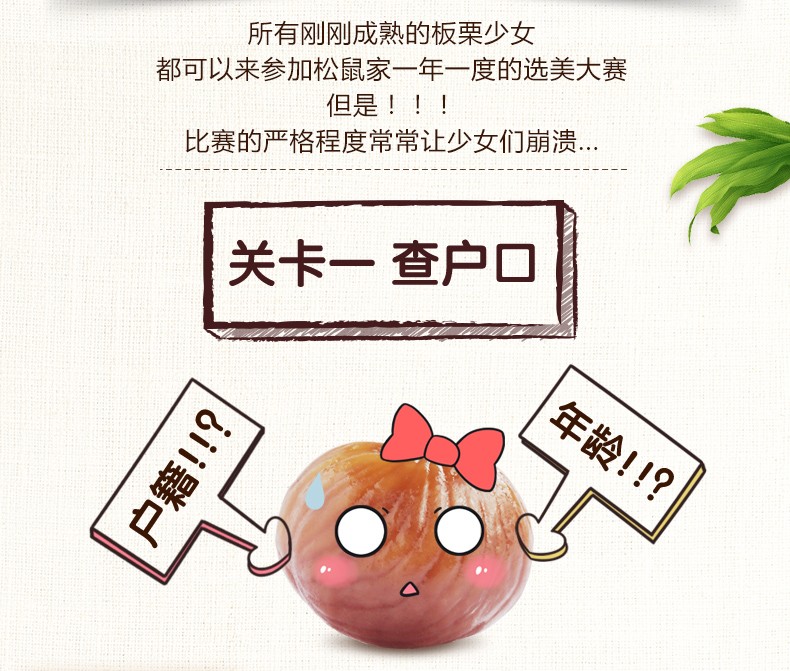 所有刚刚成熟的板栗少女
都可以来参加松鼠家一年一度的选美大赛
但是！！！
比赛的严格程度常常让少女们崩溃...
关卡一 查户口
户籍!!?
年龄!!?